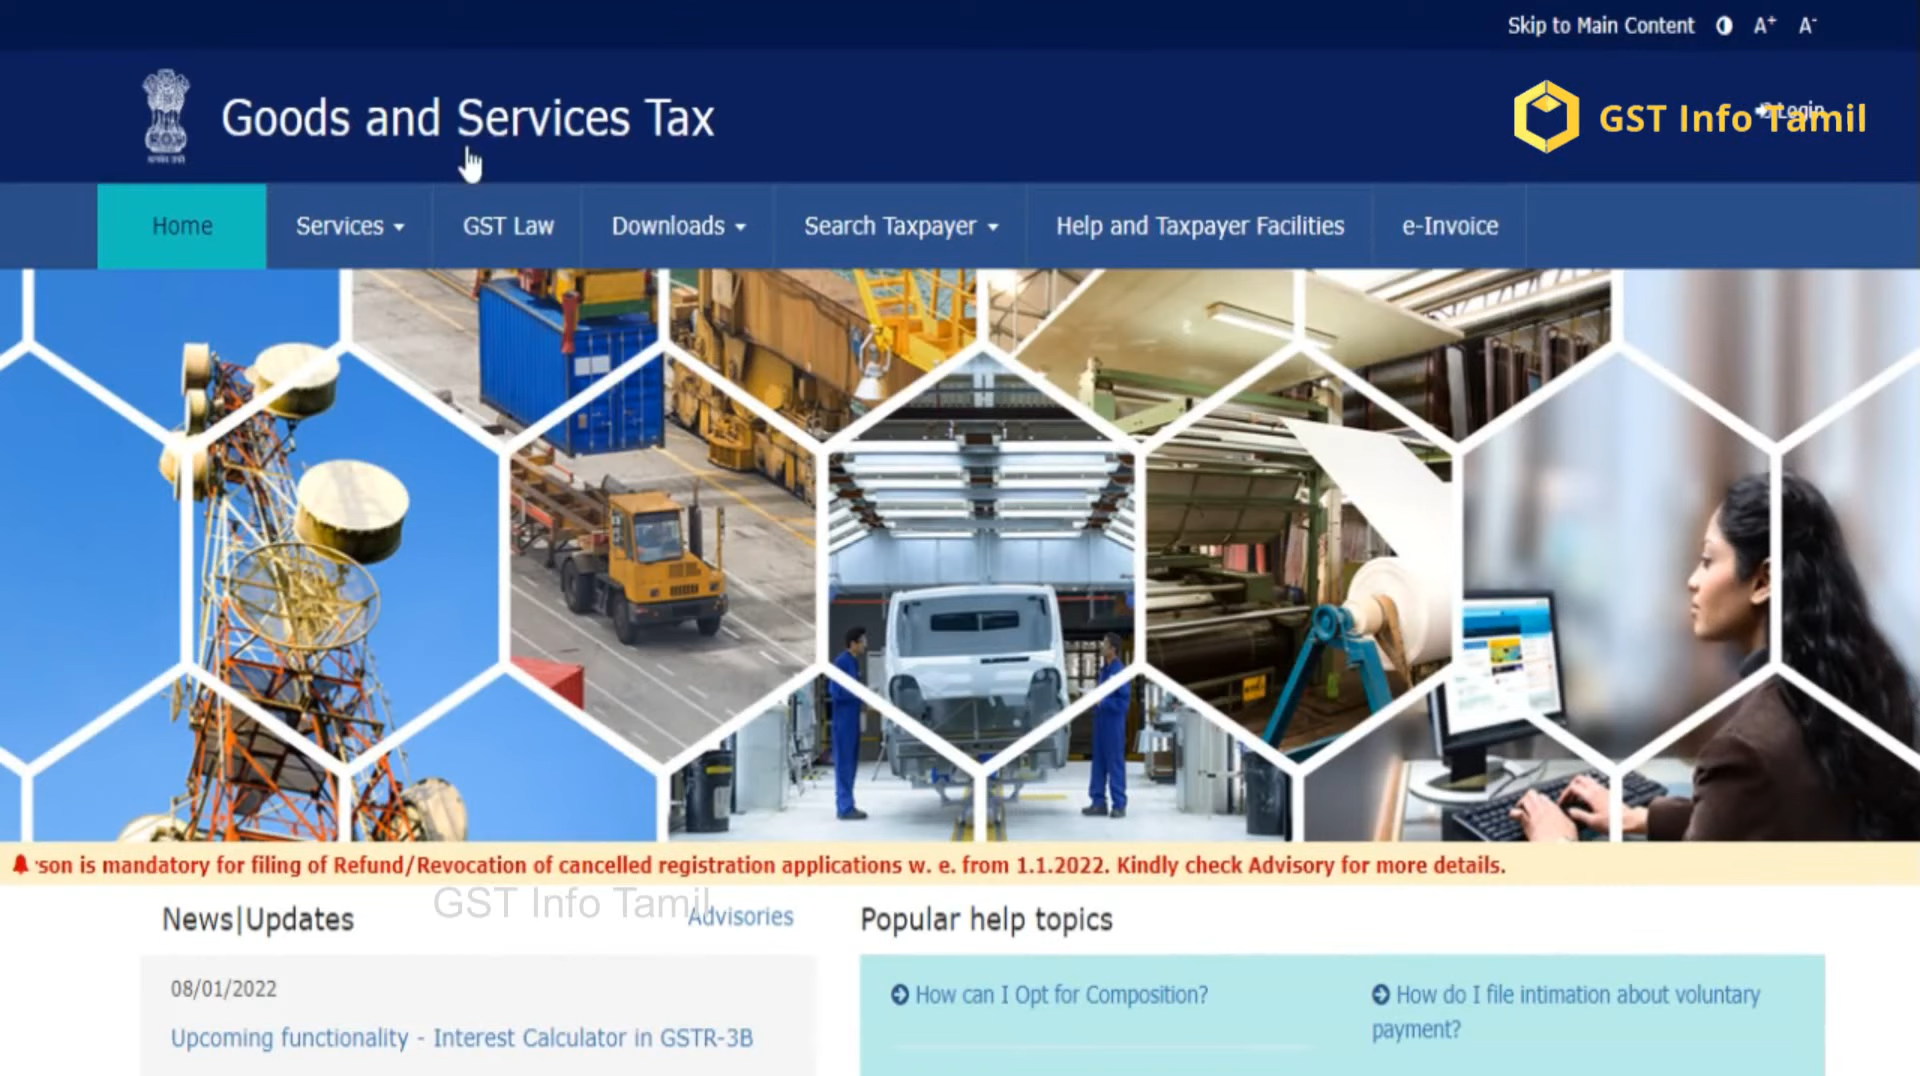 Skip to Main Content A+ A-
Goods and Services Tax
Login
GST Info Tamil
Home Services GST Law Downloads Search Taxpayer Help and Taxpayer Facilities e-Invoice
'son is mandatory for filing of Refund/Revocation of cancelled registration applications w. e. from 1.1.2022. Kindly check Advisory for more details.
GST Info Tamil
News|Updates Advisories
08/01/2022
Upcoming functionality - Interest Calculator in GSTR-3B
Popular help topics
How can I Opt for Composition?
How do I file intimation about voluntary
payment?